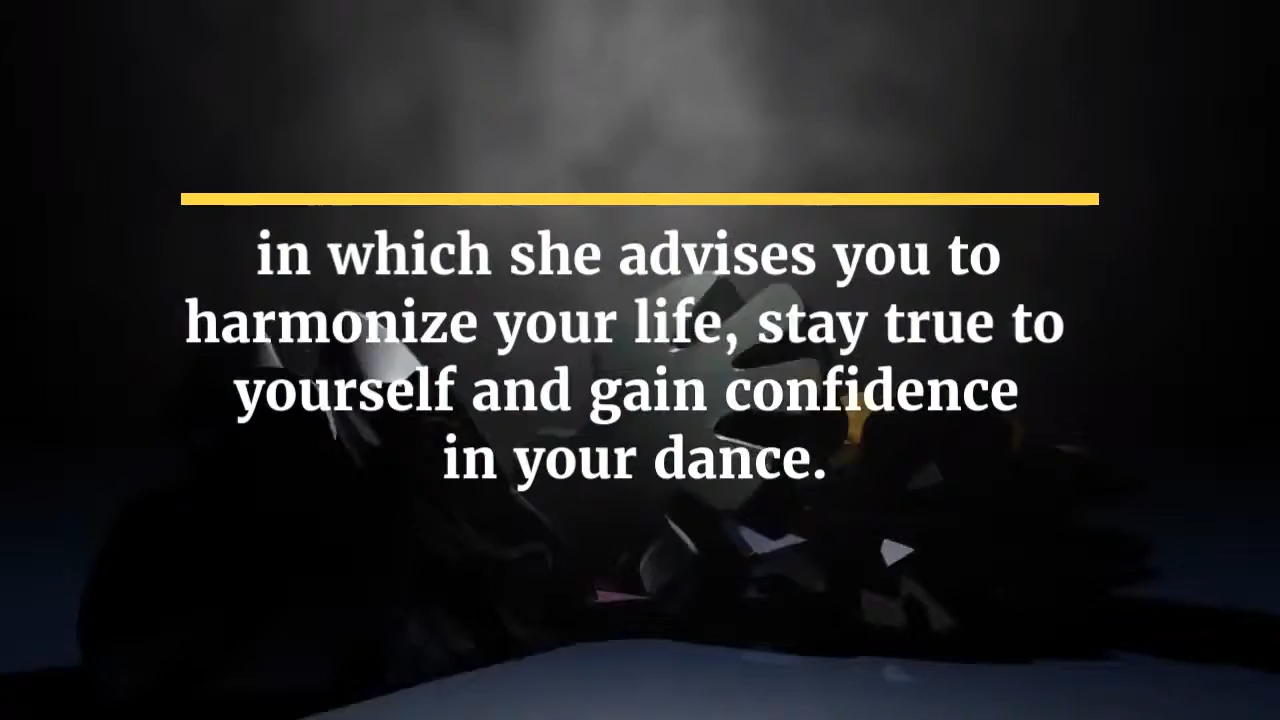 in which she advises you to
harmonize your life, stay true to
yourself and gain confidence
in your dance.